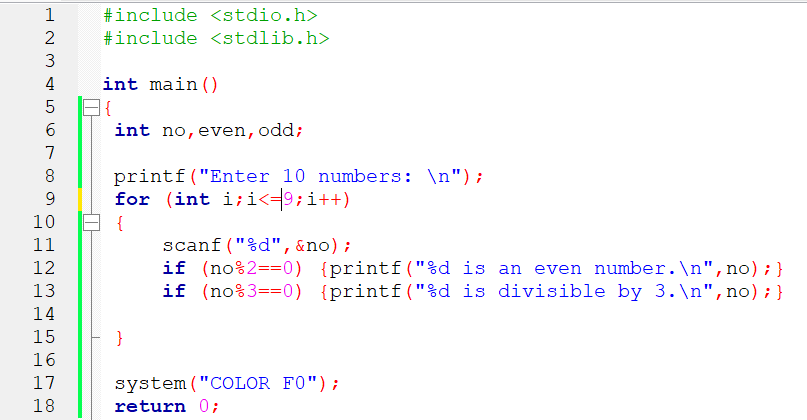 1 #include <stdio.h>
2 #include <stdlib.h>
3
4 int main()
5 {
6 int no,even,odd;
7
8 printf("Enter 10 numbers: \n");
9 for (int i;i<=9;i++)
10 {
11 scanf("%d",&no);
12 if (no%2==0) {printf("%d is an even number.\n",no);}
13 if (no%3==0) {printf("%d is divisible by 3.\n",no);}
14
15 }
16
17 system("COLOR F0");
18 return 0;